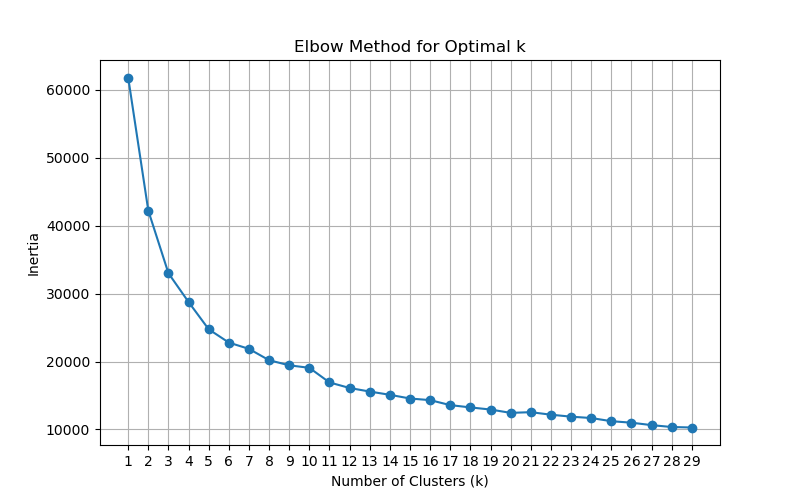 Elbow Method for Optimal k
60000
50000
40000
30000
20000
10000
Inertia
1 2 3 4 5 6 7 8 9 10 11 12 13 14 15 16 17 18 19 20 21 22 23 24 25 26 27 28 29
Number of Clusters (k)